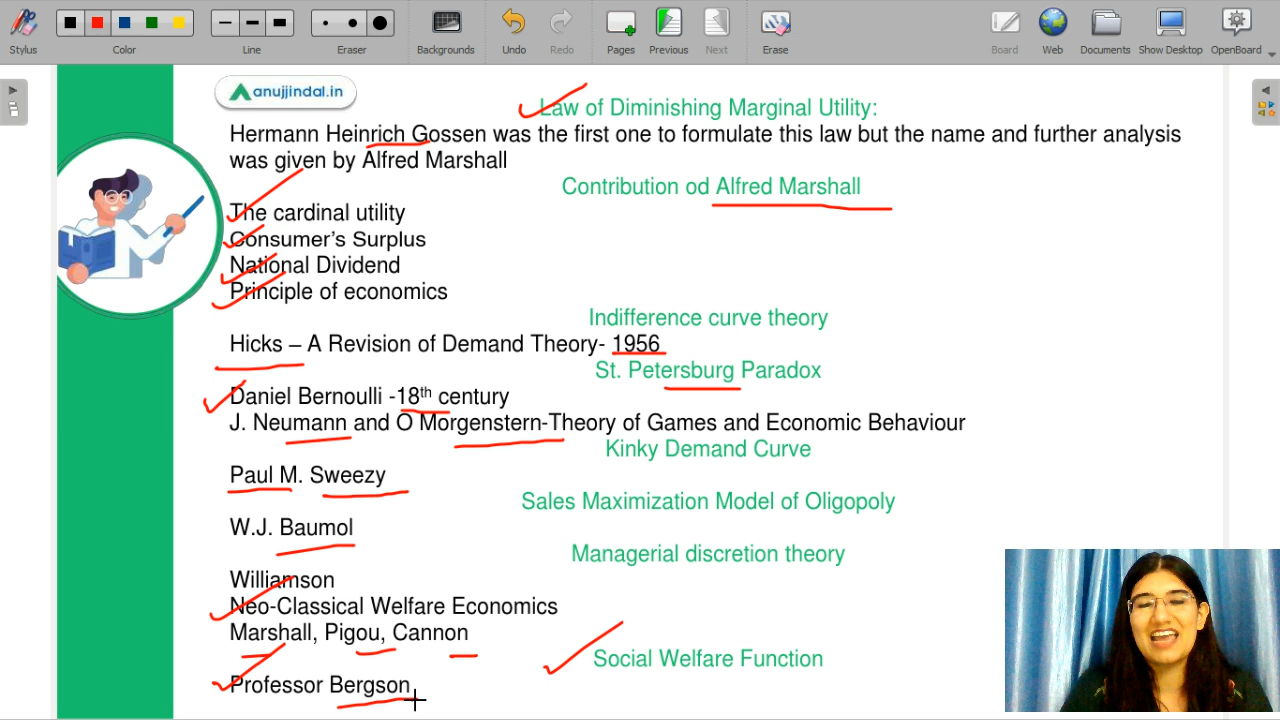 Stylus
Color
Line
Eraser
Backgrounds
Undo
Redo
Pages
Previous
Next
Erase
Board
Web
Documents
Show Desktop
OpenBoard
anujjindal.in
Law of Diminishing Marginal Utility:
Hermann Heinrich Gossen was the first one to formulate this law but the name and further analysis
was given by Alfred Marshall
Contribution od Alfred Marshall
The cardinal utility
Consumer's Surplus
National Dividend
Principle of economics
Indifference curve theory
Hicks – A Revision of Demand Theory- 1956
St. Petersburg Paradox
Daniel Bernoulli -18th century
J. Neumann and O Morgenstern-Theory of Games and Economic Behaviour
Kinky Demand Curve
Paul M. Sweezy
Sales Maximization Model of Oligopoly
W.J. Baumol
Managerial discretion theory
Williamson
Neo-Classical Welfare Economics
Marshall, Pigou, Cannon
Social Welfare Function
Professor Bergson